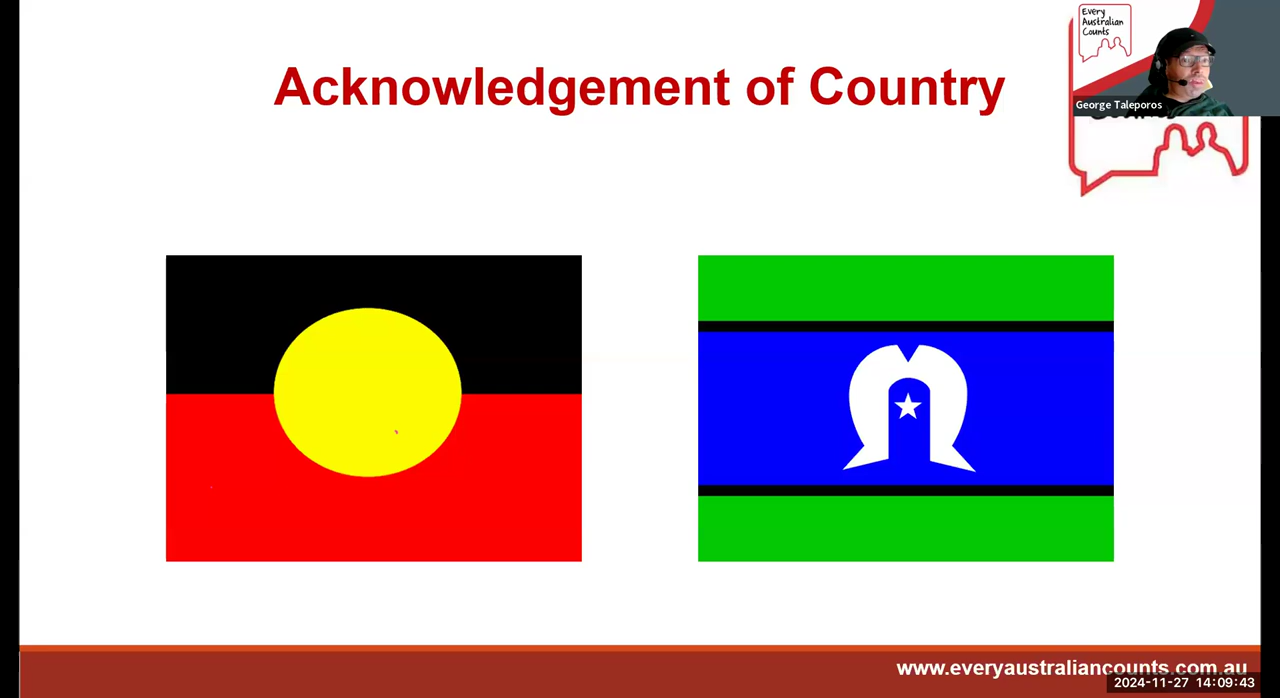 Acknowledgement of Country
Every
Australian
Counts
George Taleporos
www.everyaustraliancounts.com.au
2024-11-27 14:09:43